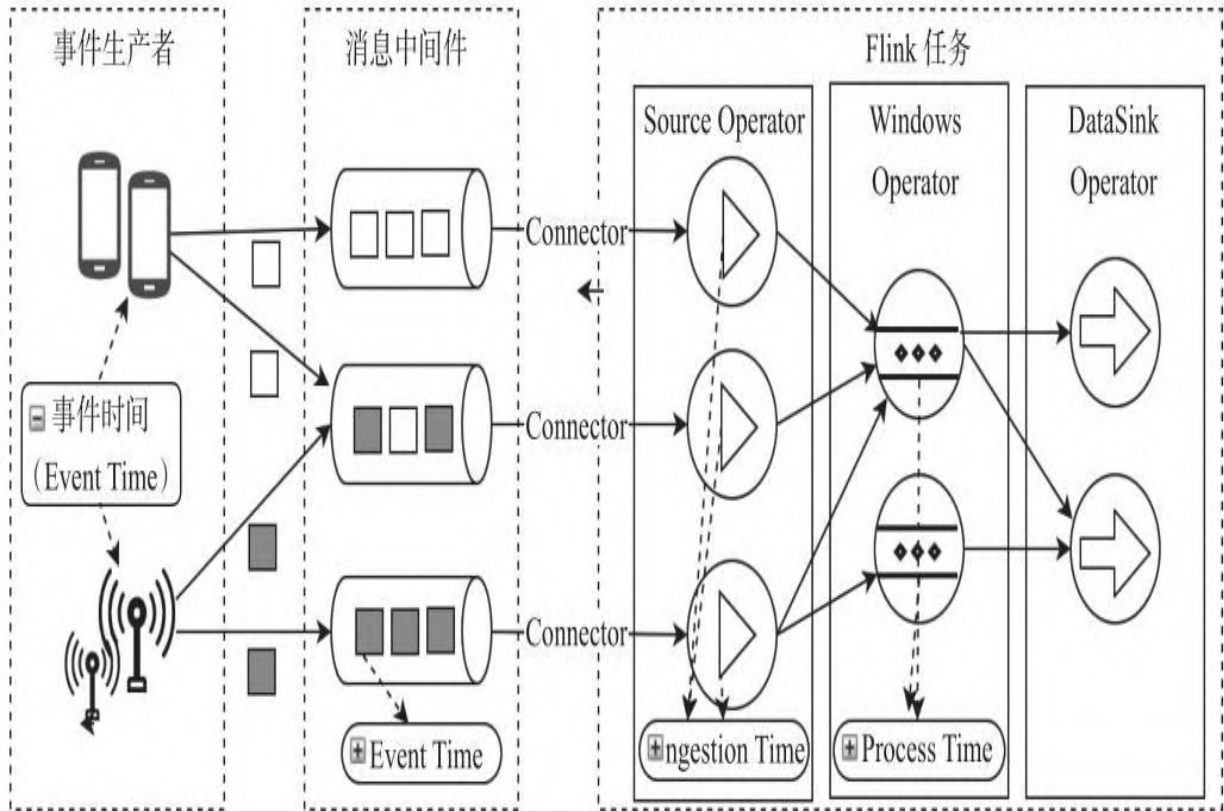 事件生产者
消息中间件
Flink 任务
Source Operator
Windows
Operator
DataSink
Operator
Connector
事件时间
(Event Time)
Connector
Connector
Event Time
ngestion Time
Process Time